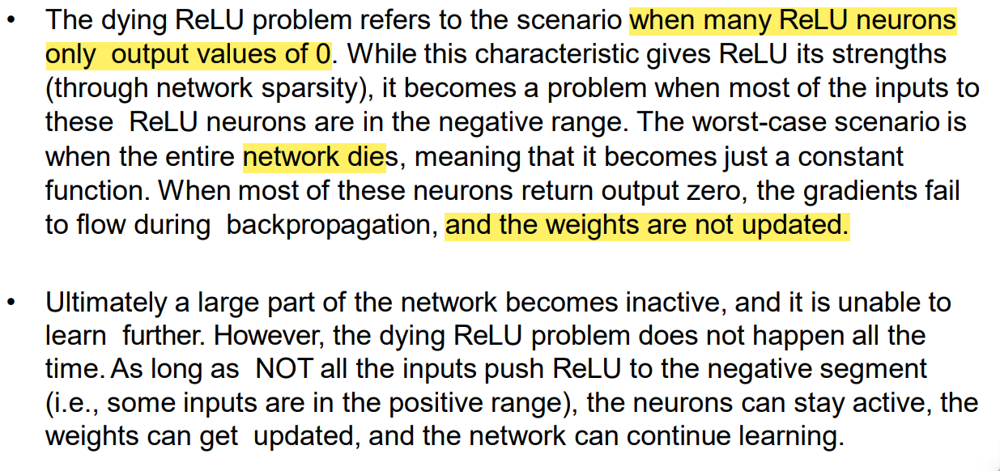 • The dying ReLU problem refers to the scenario when many ReLU neurons
only output values of 0. While this characteristic gives ReLU its strengths
(through network sparsity), it becomes a problem when most of the inputs to
these ReLU neurons are in the negative range. The worst-case scenario is
when the entire network dies, meaning that it becomes just a constant
function. When most of these neurons return output zero, the gradients fail
to flow during backpropagation, and the weights are not updated.
• Ultimately a large part of the network becomes inactive, and it is unable to
learn further. However, the dying ReLU problem does not happen all the
time. As long as NOT all the inputs push ReLU to the negative segment
(i.e., some inputs are in the positive range), the neurons can stay active, the
weights can get updated, and the network can continue learning.